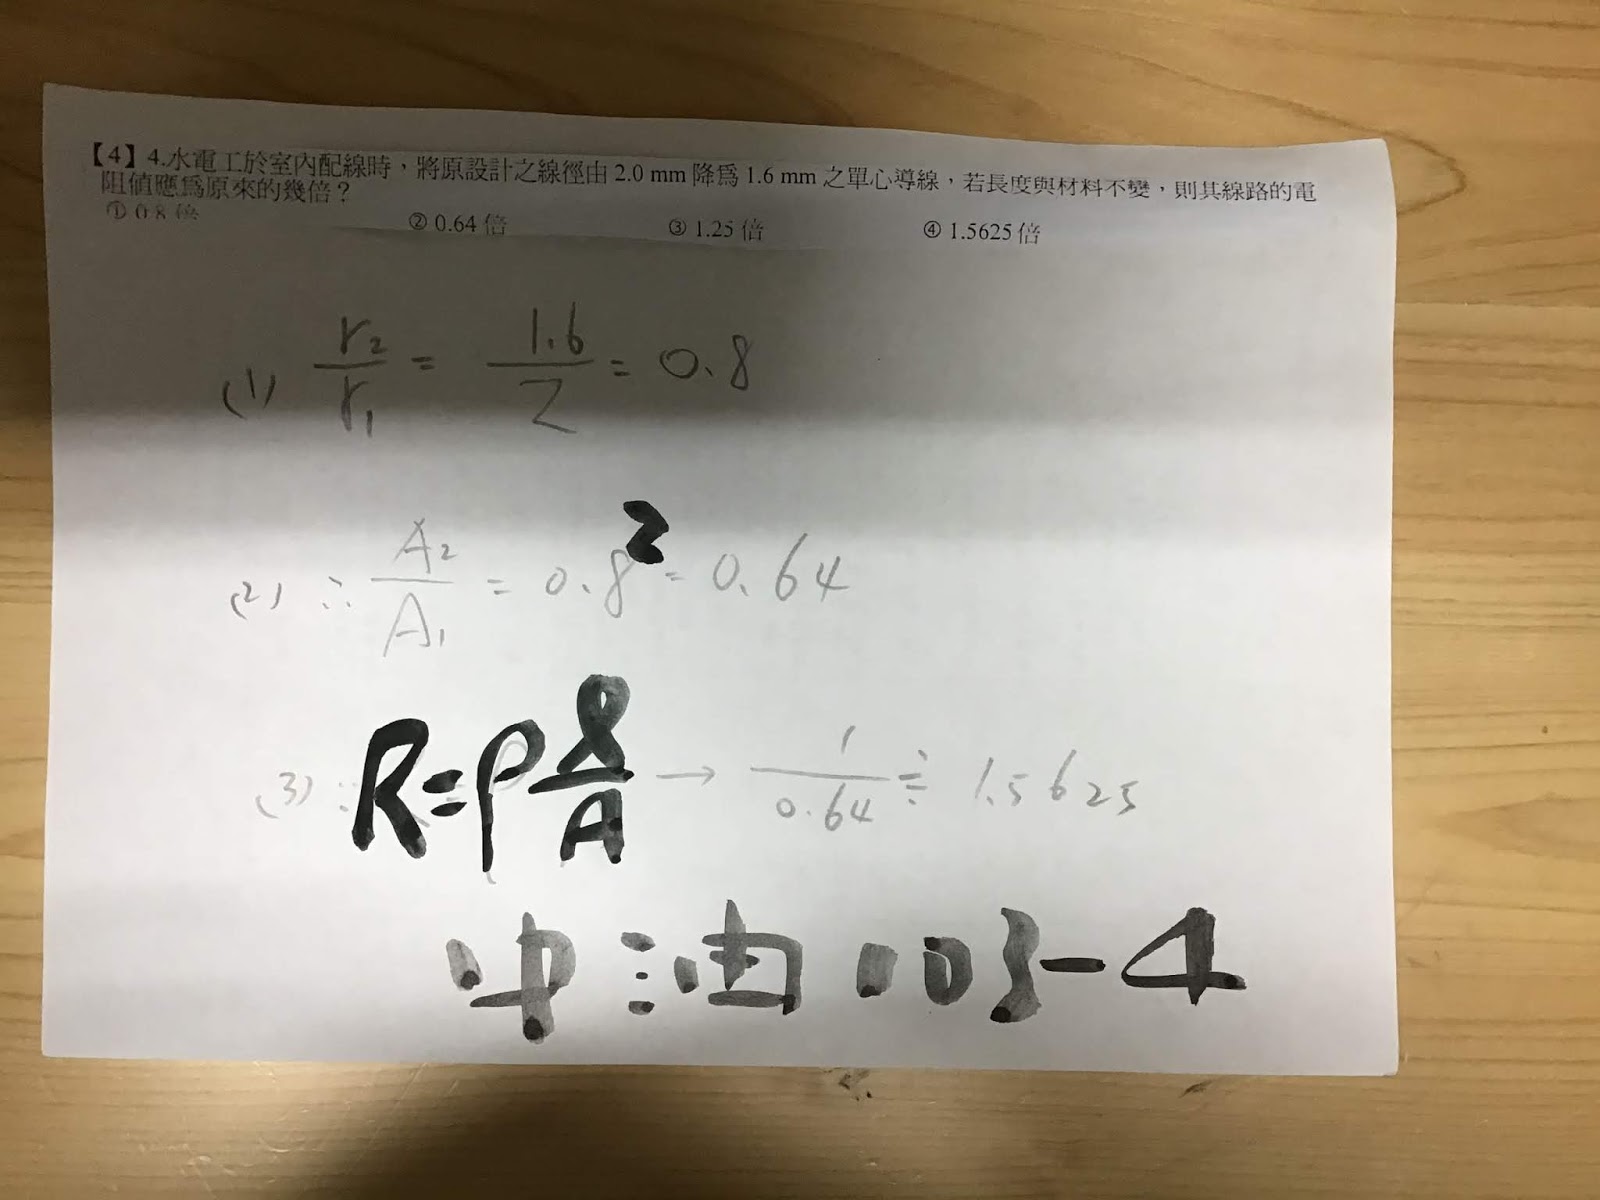 【4】4.水電工於室內配線時，將原設計之線徑由 2.0 mm 降為 1.6 mm 之單心導線，若長度與材料不變，則其線路的電
阻值應為原來的幾倍？
① 0.8 倍 ② 0.64 倍 ③ 1.25 倍 ④ 1.5625 倍
(1) r₂/r₁ = 1.6/2 = 0.8
(2) ∴ A₂/A₁ = 0.8² = 0.64
(3) ∵ R=ρℓ/A → 1/0.64 ≑ 1.5625
中油 103-4